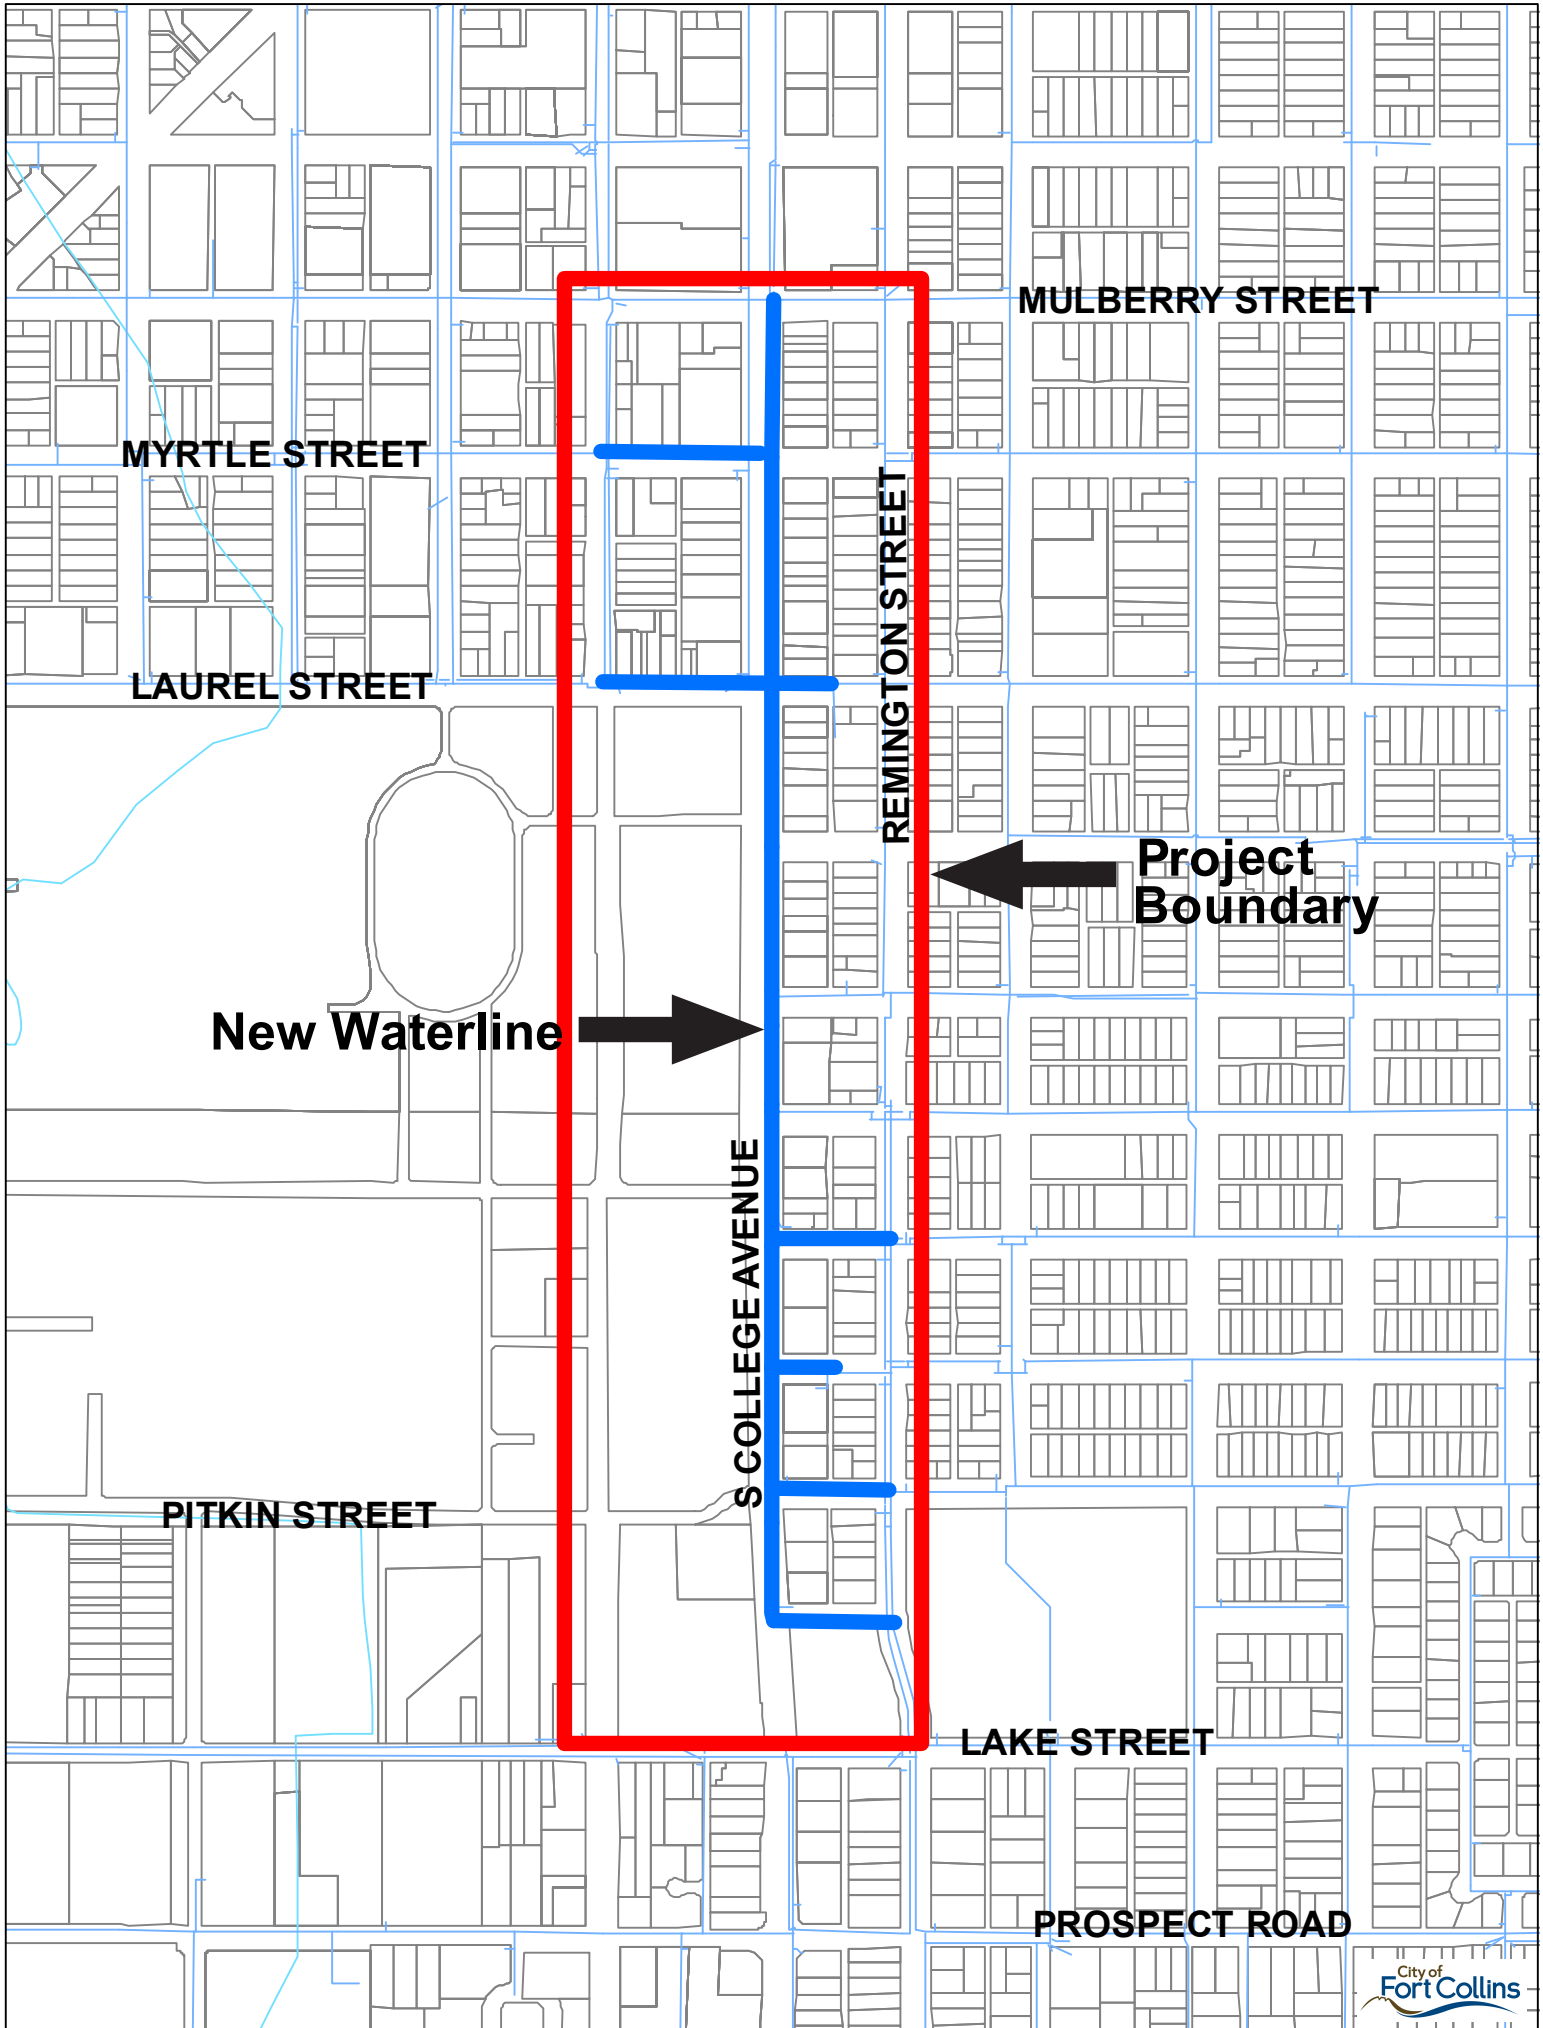 MULBERRY STREET
MYRTLE STREET
REMINGTON STREET
LAUREL STREET
Project
Boundary
New Waterline
S COLLEGE AVENUE
PITKIN STREET
LAKE STREET
PROSPECT ROAD
City of
Fort Collins